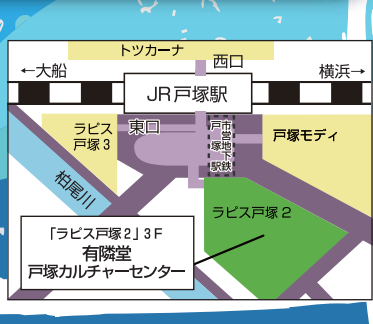 トツカーナ
西口
←大船
横浜→
JR戸塚駅
ラピス
戸塚3
東口
市営地下鉄
戸塚駅
戸塚モディ
柏尾川
ラピス戸塚2
「ラピス戸塚2」3F
有隣堂
戸塚カルチャーセンター